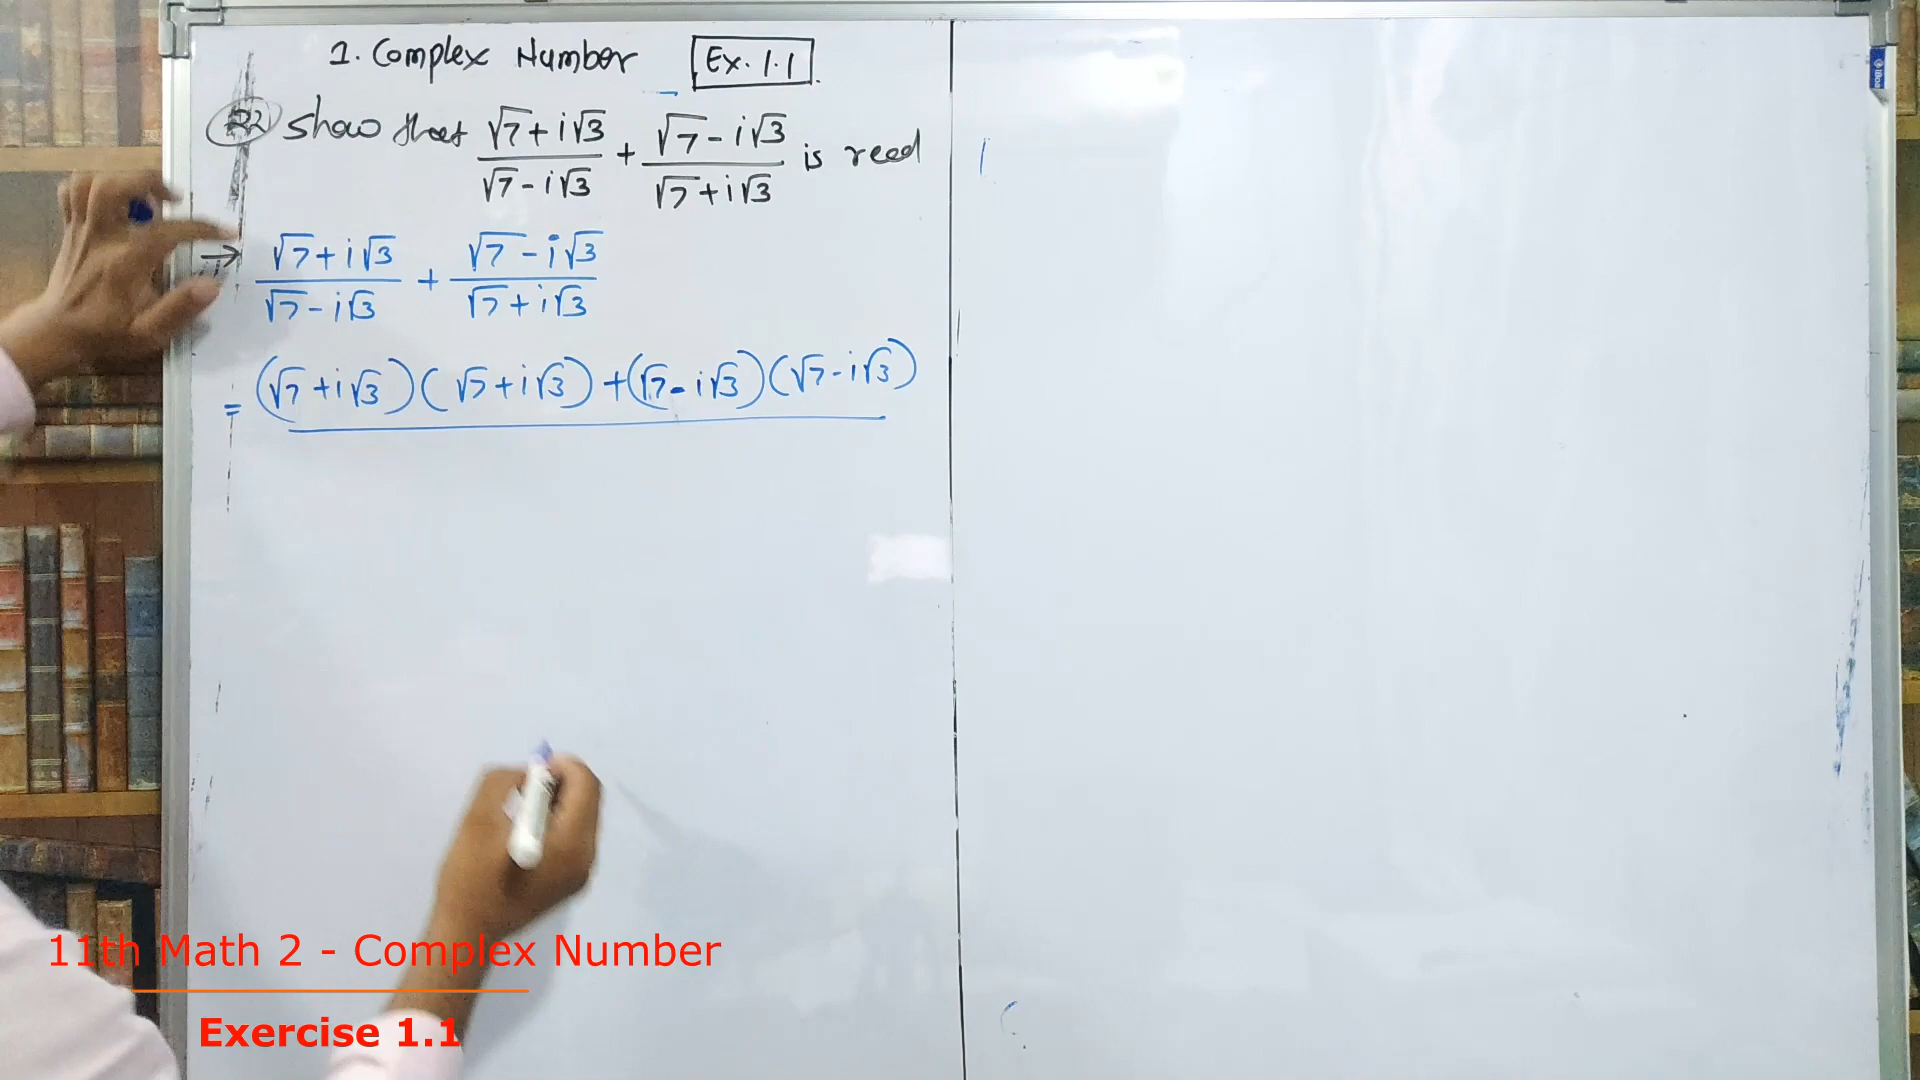 1. Complex Number Ex. 1.1
Show that √7+i√3/√7-i√3 + √7-i√3/√7+i√3 is real
→ √7+i√3/√7-i√3 + √7-i√3/√7+i√3
= (√7+i√3)(√7+i√3)+(√7-i√3)(√7-i√3)
11th Math 2 - Complex Number
Exercise 1.1